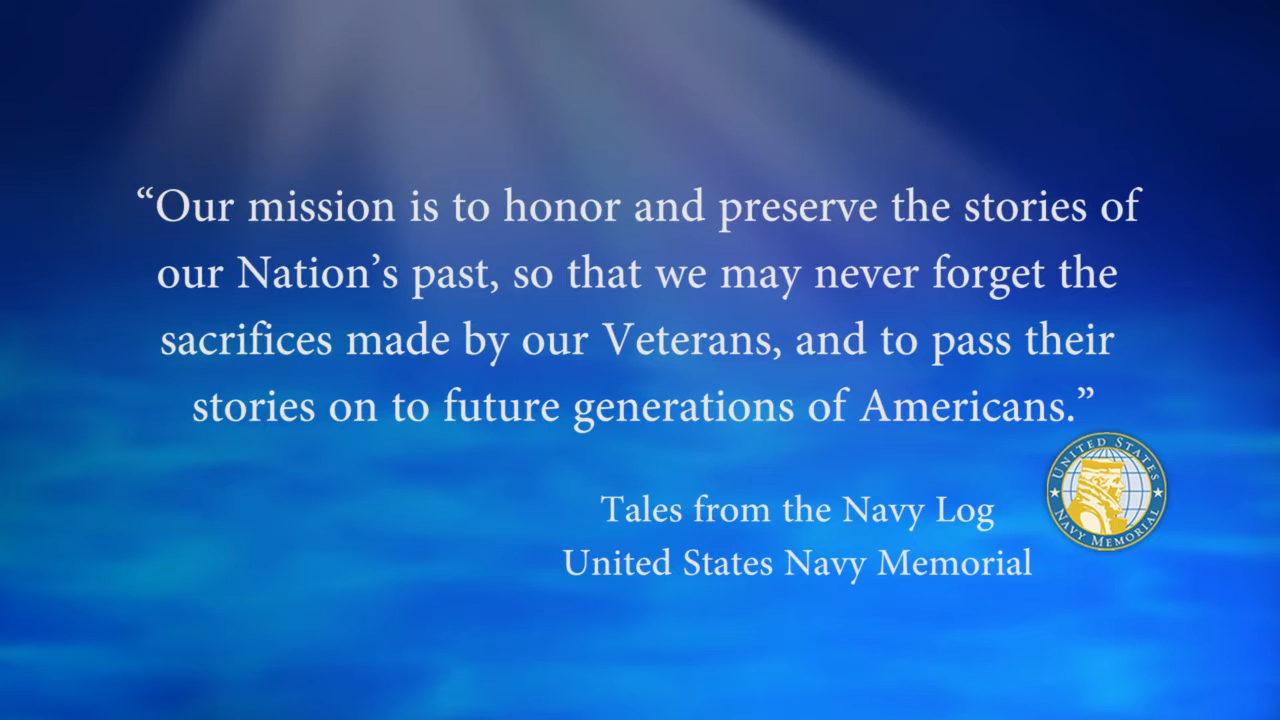 “Our mission is to honor and preserve the stories of
our Nation’s past, so that we may never forget the
sacrifices made by our Veterans, and to pass their
stories on to future generations of Americans.”
Tales from the Navy Log
United States Navy Memorial
UNITED STATES
NAVY MEMORIAL